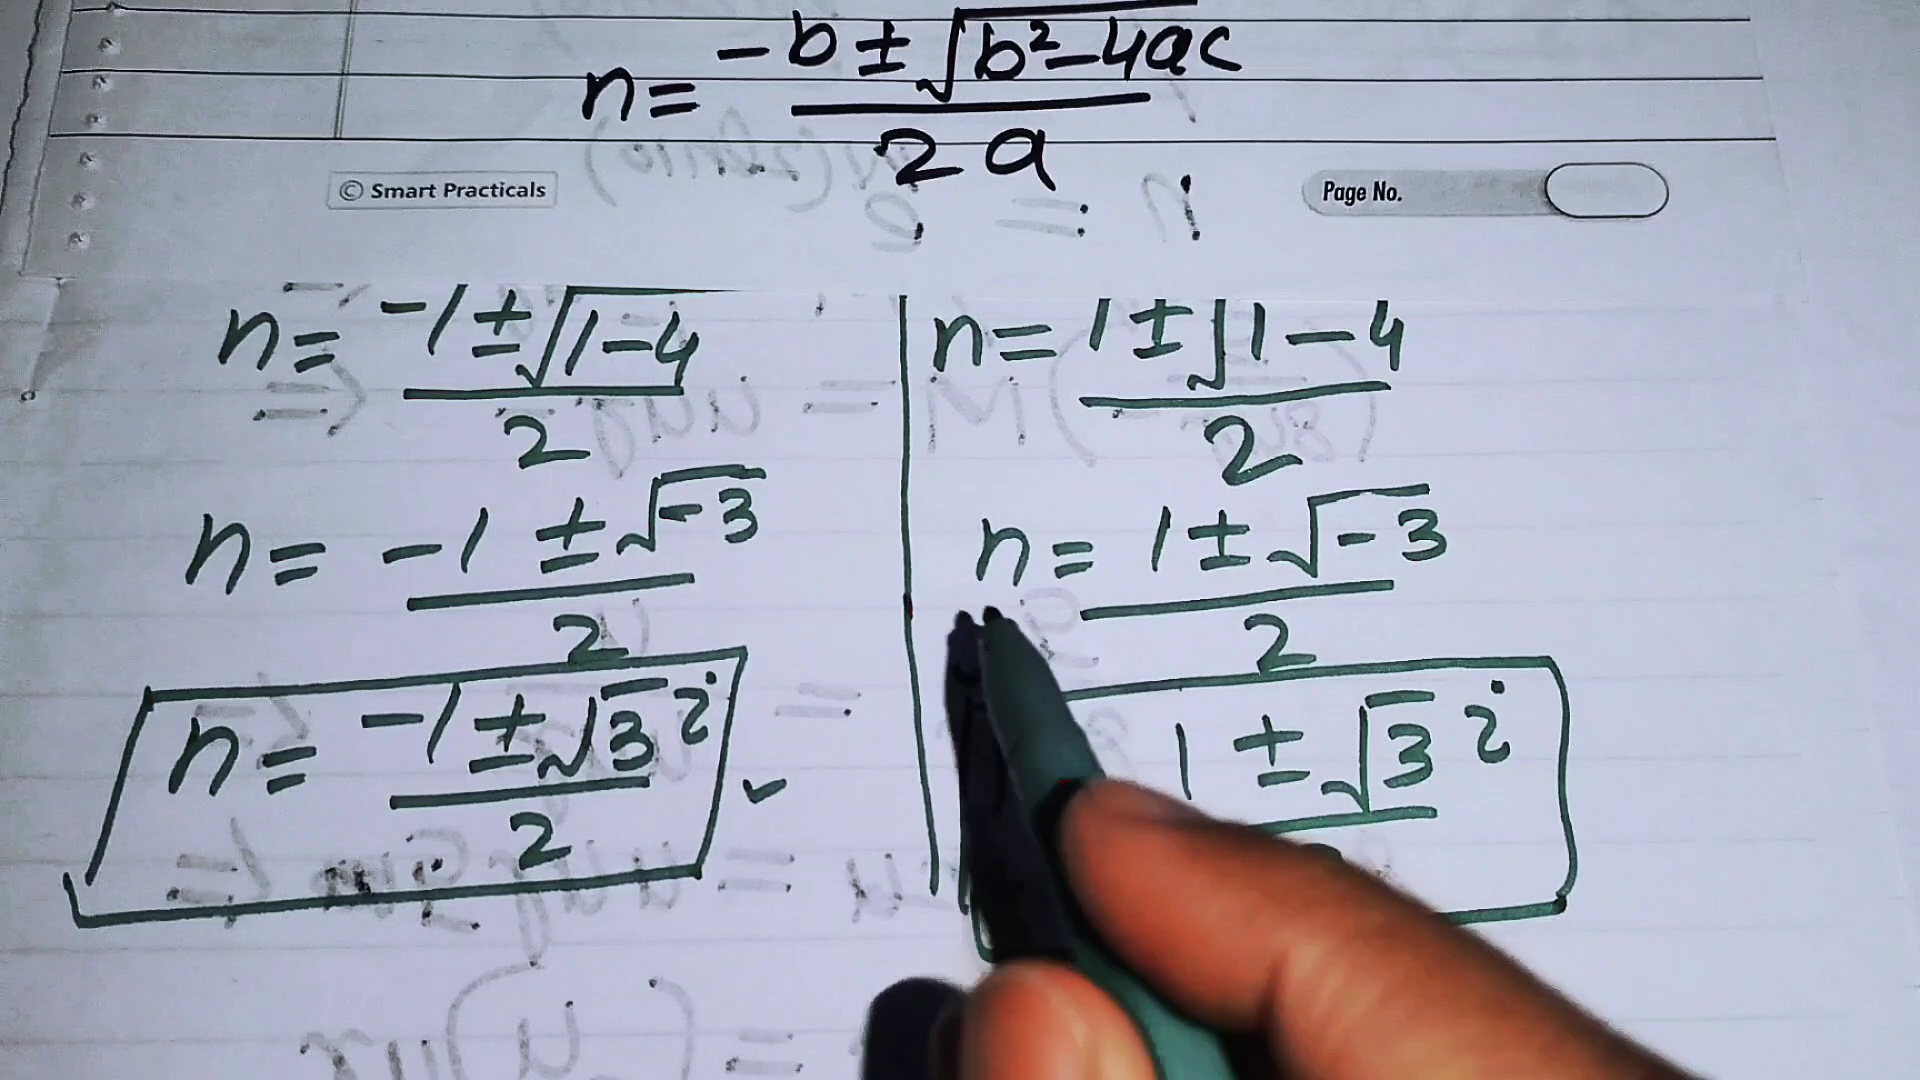 n = -b ± √b² - 4ac / 2a
© Smart Practicals
Page No.
n = -1 ± √1-4 / 2
n = -1 ± √-3 / 2
n = -1 ± √3 i / 2
n = 1 ± √1-4 / 2
n = 1 ± √-3 / 2
1 ± √3 i